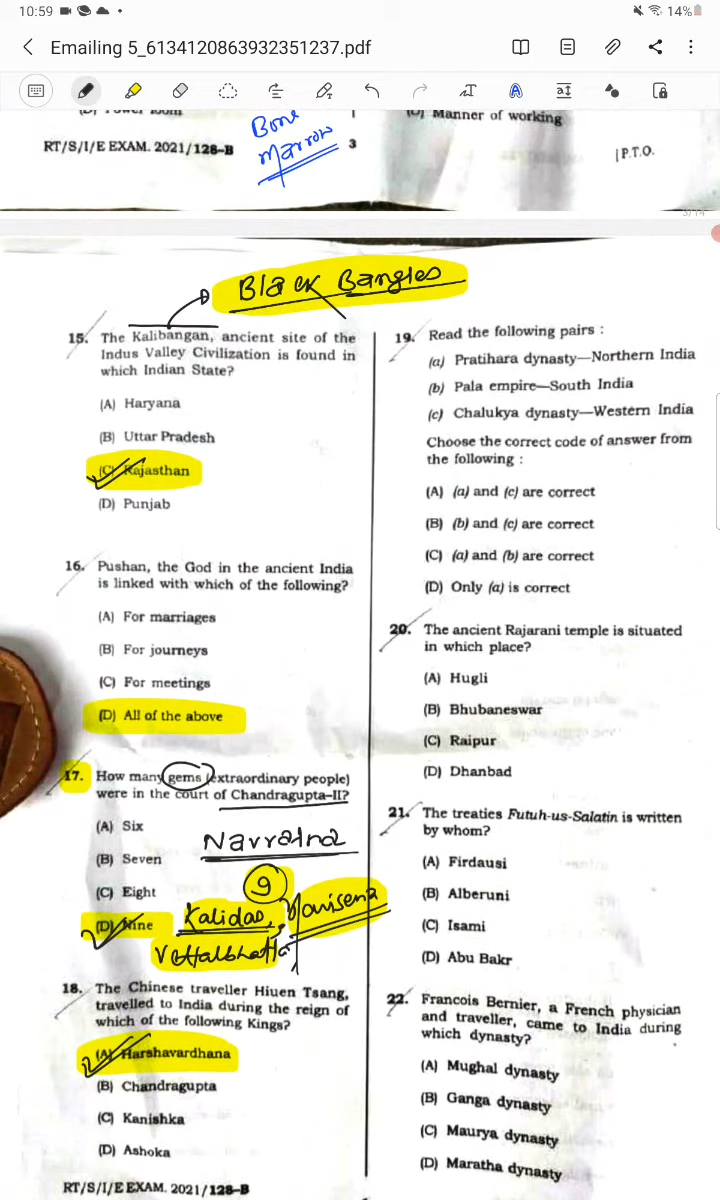 10:59
14%
Emailing 5_6134120863932351237.pdf
Bone
Marrow
(C) Manner of working
RT/S/I/E EXAM. 2021/128-B
3
| P.T.O.
3/14
Black Bangles
15. The Kalibangan, ancient site of the
Indus Valley Civilization is found in
which Indian State?
(A) Haryana
(B) Uttar Pradesh
(C) Rajasthan
(D) Punjab
16. Pushan, the God in the ancient India
is linked with which of the following?
(A) For marriages
(B) For journeys
(C) For meetings
(D) All of the above
17. How many gems (extraordinary people)
were in the court of Chandragupta-II?
(A) Six
(B) Seven
(C) Eight
(D) Nine
Navratna
9
Kalidas,
18. The Chinese traveller Hiuen Tsang,
travelled to India during the reign of
which of the following Kings?
(A) Harshavardhana
(B) Chandragupta
(C) Kanishka
(D) Ashoka
RT/S/I/E EXAM. 2021/128-B
19. Read the following pairs :
(a) Pratihara dynasty—Northern India
(b) Pala empire—South India
(c) Chalukya dynasty—Western India
Choose the correct code of answer from
the following :
(A) (a) and (c) are correct
(B) (b) and (c) are correct
(C) (a) and (b) are correct
(D) Only (a) is correct
20. The ancient Rajarani temple is situated
in which place?
(A) Hugli
(B) Bhubaneswar
(C) Raipur
(D) Dhanbad
21. The treaties Futuh-us-Salatin is written
by whom?
(A) Firdausi
(B) Alberuni
(C) Isami
(D) Abu Bakr
22. Francois Bernier, a French physician
and traveller, came to India during
which dynasty?
(A) Mughal dynasty
(B) Ganga dynasty
(C) Maurya dynasty
(D) Maratha dynasty